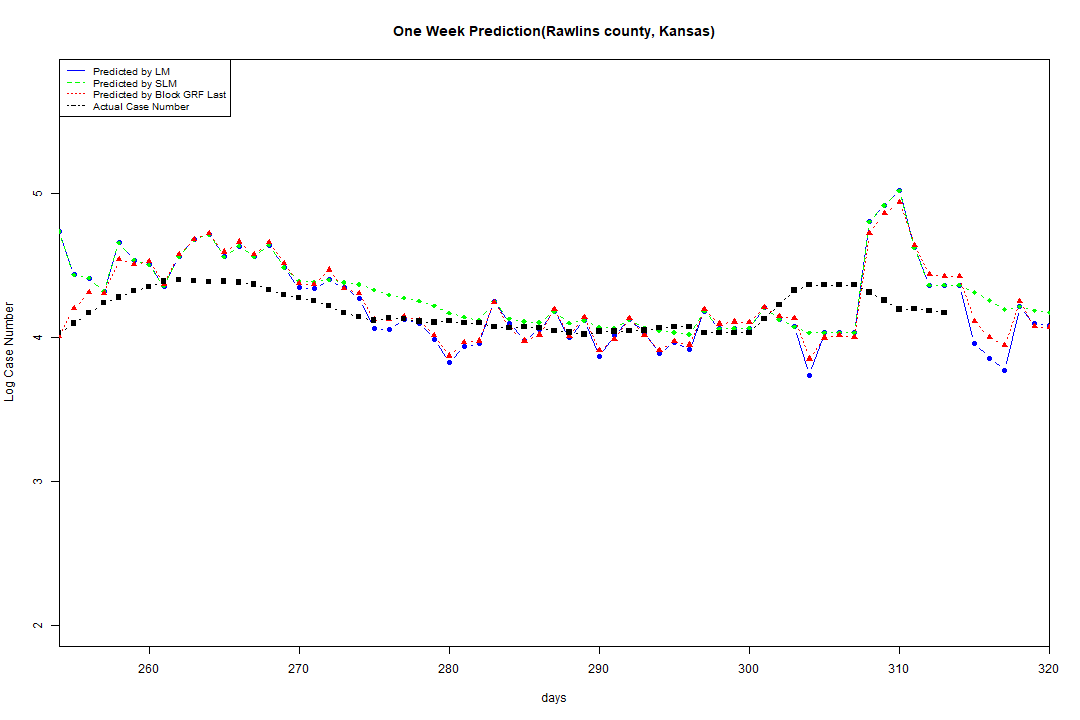 One Week Prediction(Rawlins county, Kansas)
Predicted by LM
Predicted by SLM
Predicted by Block GRF Last
Actual Case Number
5
4
3
2
Log Case Number
260 270 280 290 300 310 320
days